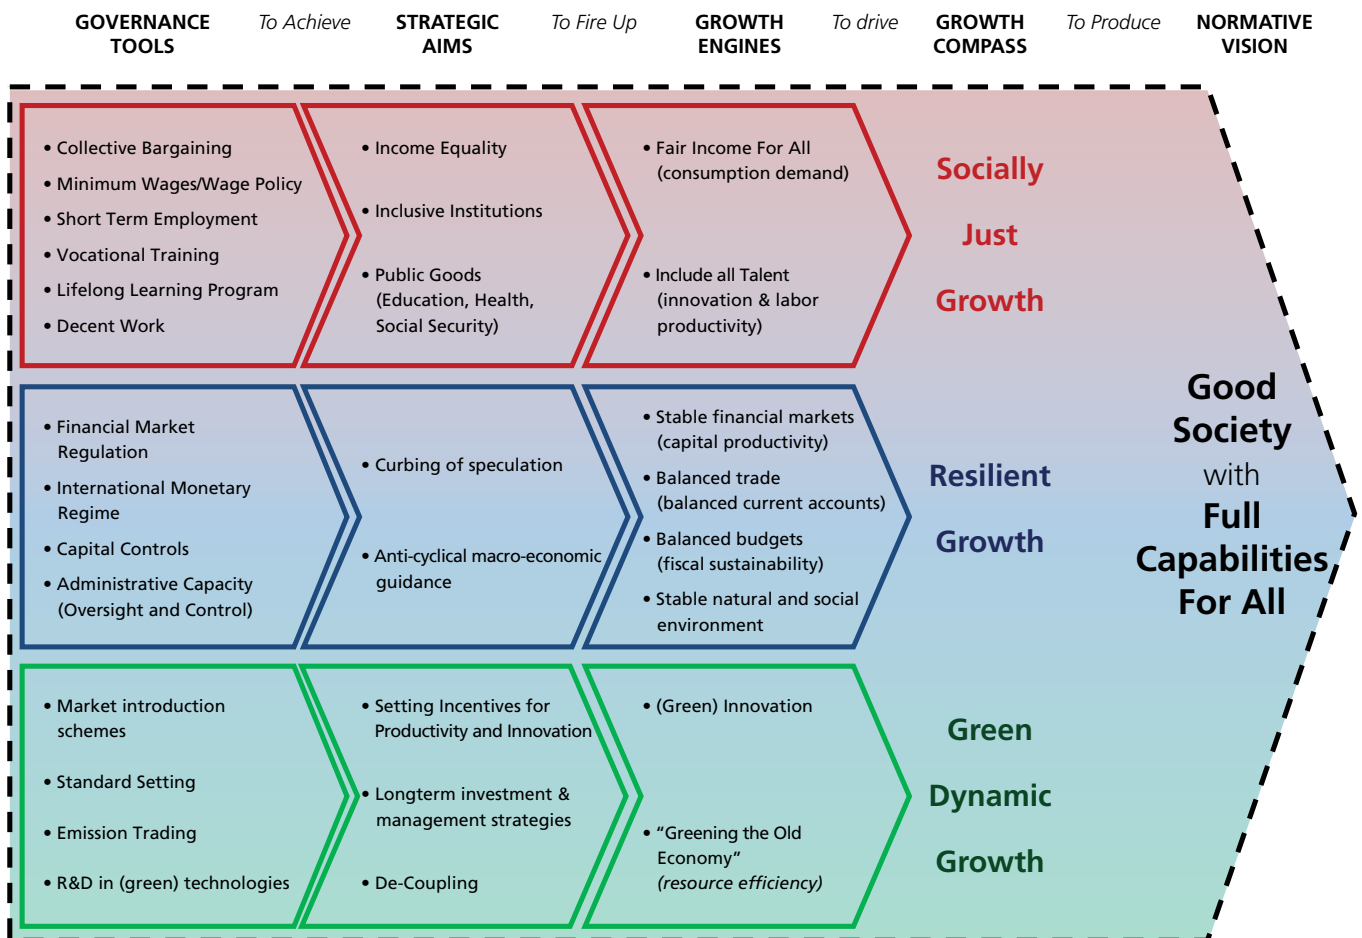 GOVERNANCE TOOLS
To Achieve
STRATEGIC AIMS
To Fire Up
GROWTH ENGINES
To drive
GROWTH COMPASS
To Produce
NORMATIVE VISION
• Collective Bargaining
• Minimum Wages/Wage Policy
• Short Term Employment
• Vocational Training
• Lifelong Learning Program
• Decent Work
• Income Equality
• Inclusive Institutions
• Public Goods
(Education, Health,
Social Security)
• Fair Income For All
(consumption demand)
• Include all Talent
(innovation & labor
productivity)
Socially
Just
Growth
• Financial Market
Regulation
• International Monetary
Regime
• Capital Controls
• Administrative Capacity
(Oversight and Control)
• Curbing of speculation
• Anti-cyclical macro-economic
guidance
• Stable financial markets
(capital productivity)
• Balanced trade
(balanced current accounts)
• Balanced budgets
(fiscal sustainability)
• Stable natural and social
environment
Resilient
Growth
• Market introduction
schemes
• Standard Setting
• Emission Trading
• R&D in (green) technologies
• Setting Incentives for
Productivity and Innovation
• Longterm investment &
management strategies
• De-Coupling
• (Green) Innovation
• “Greening the Old
Economy”
(resource efficiency)
Green
Dynamic
Growth
Good
Society
with
Full
Capabilities
For All